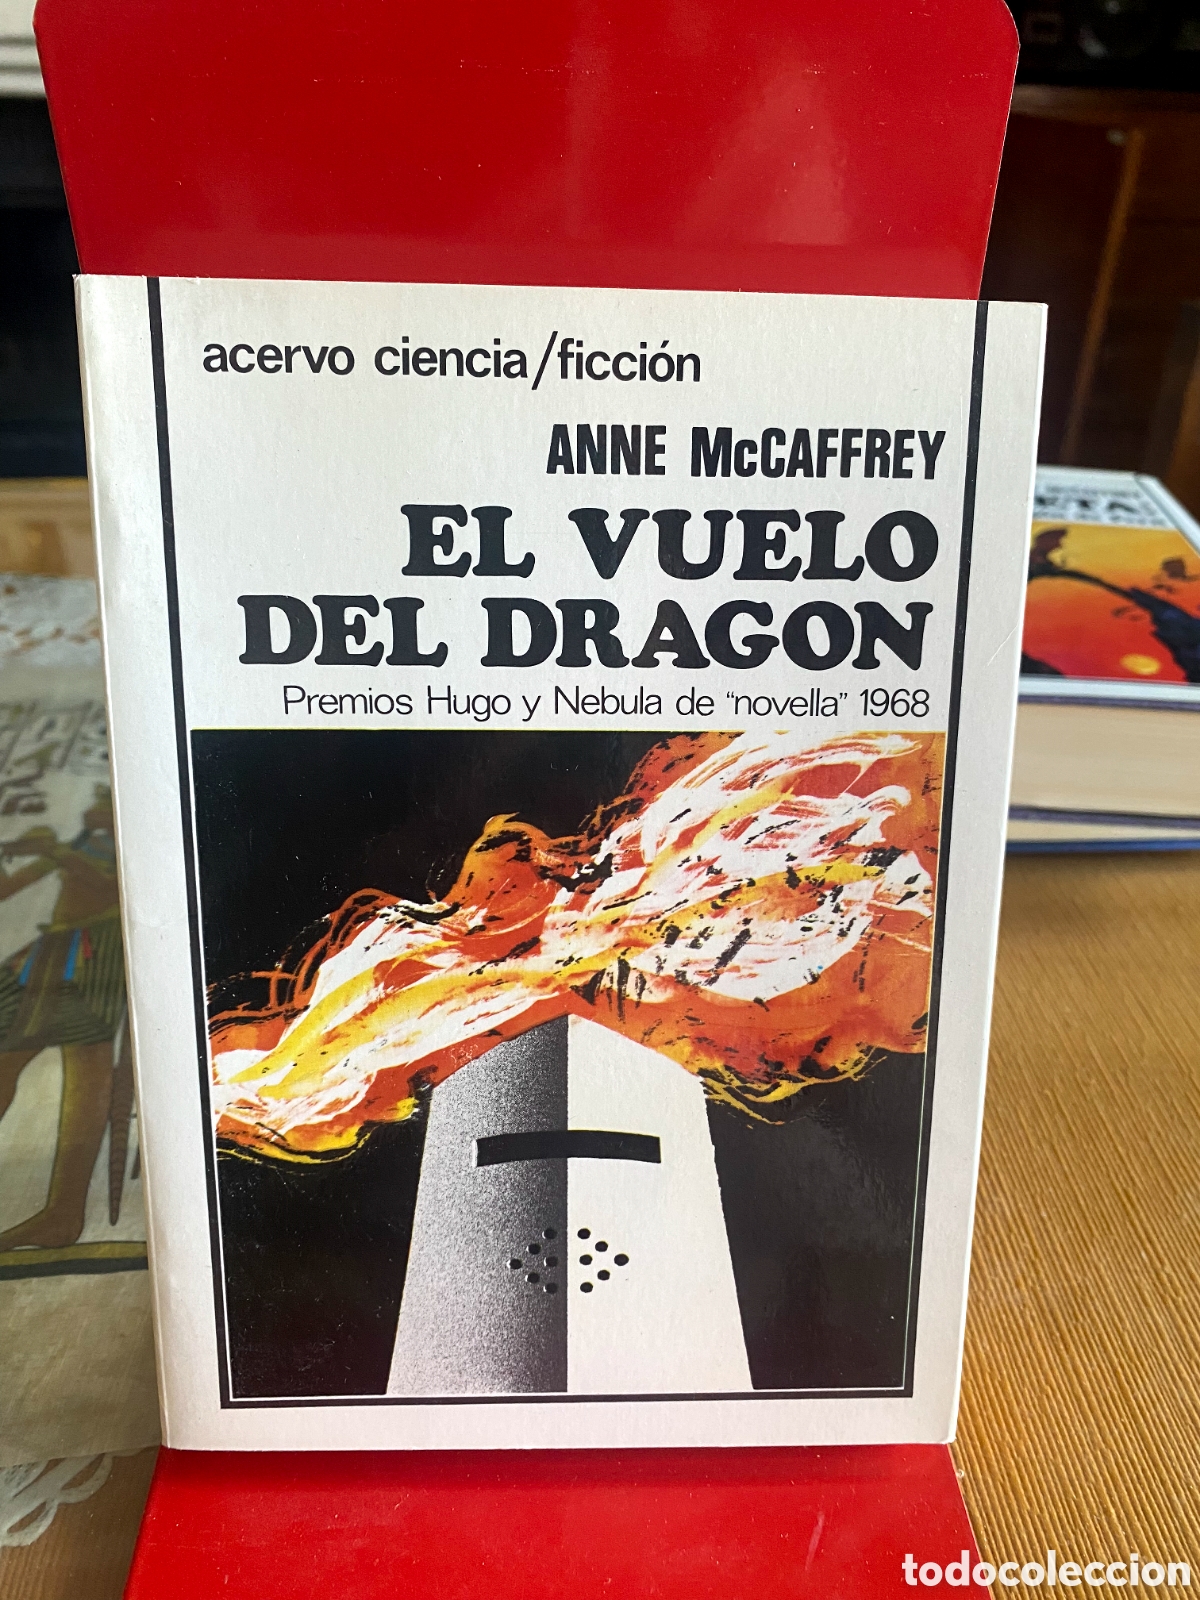 acervo ciencia/ficción
ANNE McCAFFREY
EL VUELO
DEL DRAGON
Premios Hugo y Nebula de "novella" 1968
todocoleccion